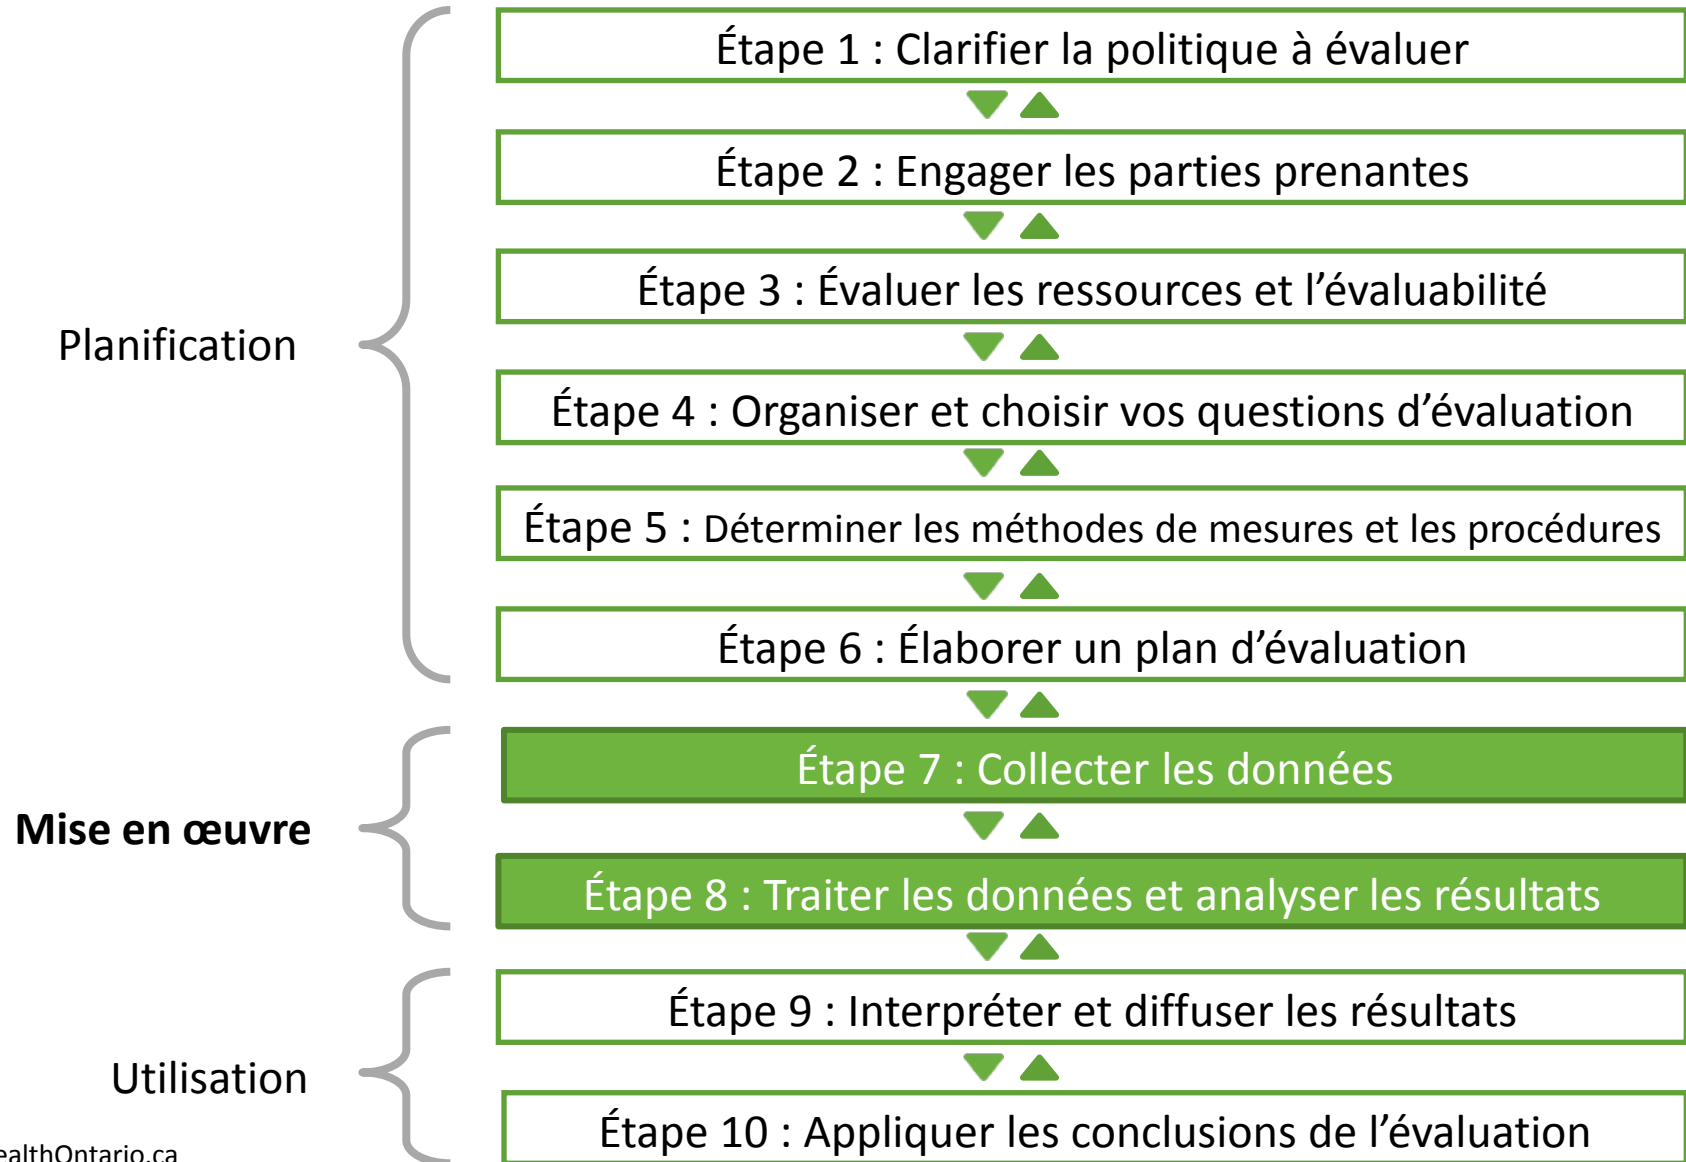 Étape 1 : Clarifier la politique à évaluer
Étape 2 : Engager les parties prenantes
Étape 3 : Évaluer les ressources et l’évaluabilité
Planification
Étape 4 : Organiser et choisir vos questions d’évaluation
Étape 5 : Déterminer les méthodes de mesures et les procédures
Étape 6 : Élaborer un plan d’évaluation
Étape 7 : Collecter les données
Mise en œuvre
Étape 8 : Traiter les données et analyser les résultats
Étape 9 : Interpréter et diffuser les résultats
Utilisation
Étape 10 : Appliquer les conclusions de l’évaluation
ealthOntario.ca